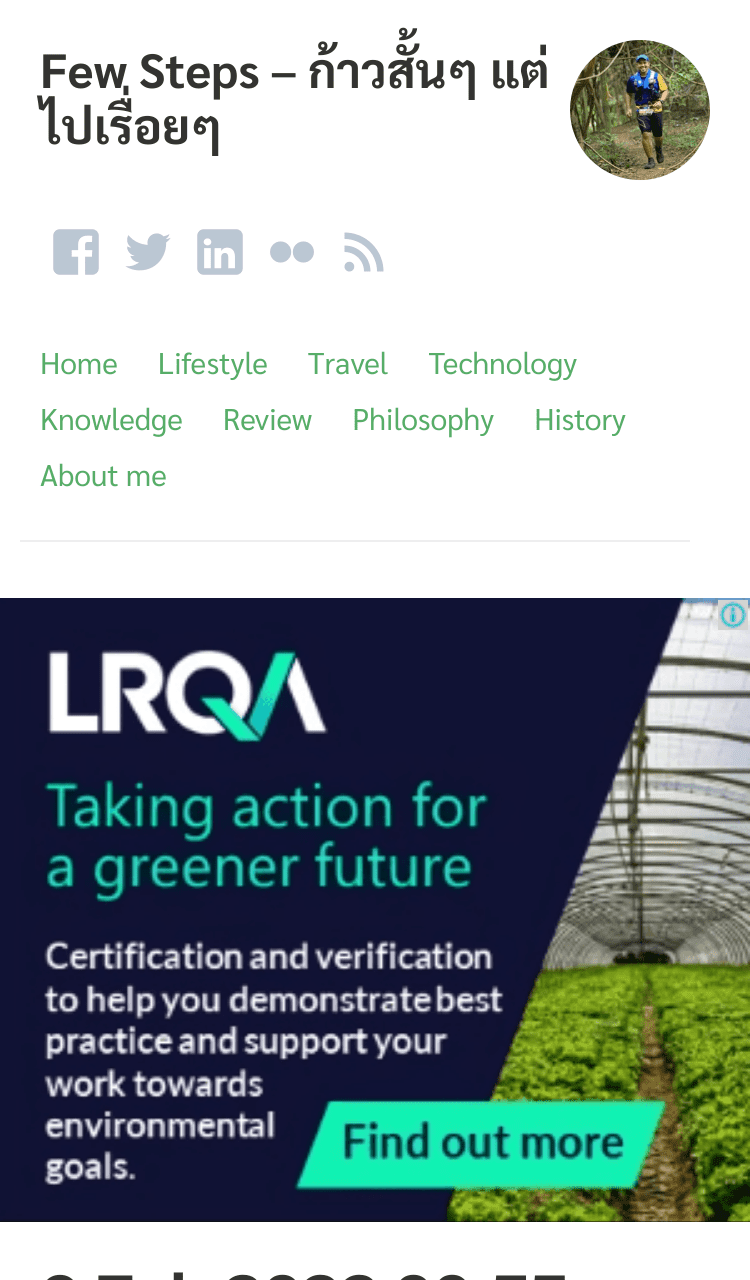 Few Steps – ก้าวสั้นๆ แต่
ไปเรื่อยๆ
Home Lifestyle Travel Technology
Knowledge Review Philosophy History
About me
LRQA
Taking action for
a greener future
Certification and verification
to help you demonstrate best
practice and support your
work towards
environmental
goals.
Find out more